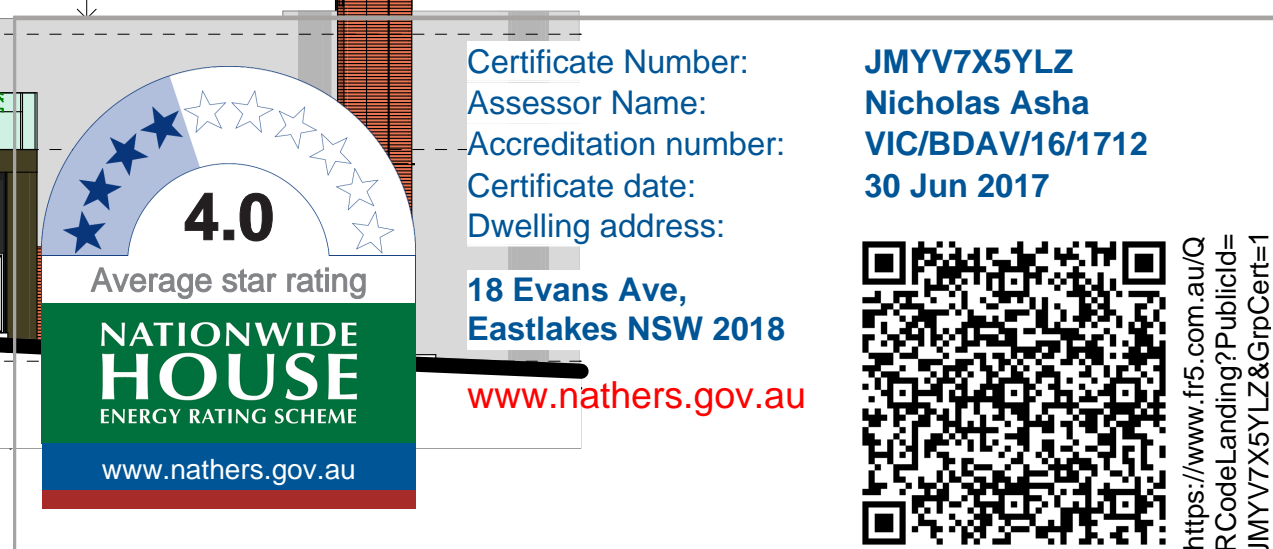 Certificate Number: JMYV7X5YLZ
Assessor Name: Nicholas Asha
Accreditation number: VIC/BDAV/16/1712
Certificate date: 30 Jun 2017
Dwelling address:
18 Evans Ave,
Eastlakes NSW 2018
www.nathers.gov.au
4.0
Average star rating
NATIONWIDE
HOUSE
ENERGY RATING SCHEME
www.nathers.gov.au
https://www.fr5.com.au/Q
RCodeLanding?PublicId=
JMYV7X5YLZ&GrpCert=1